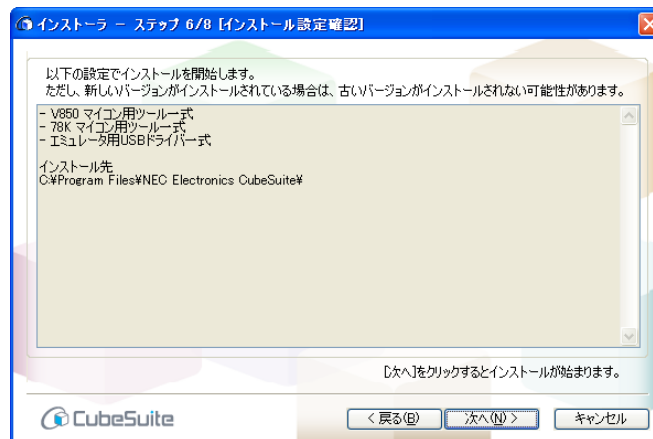 インストーラ － ステップ 6/8 [インストール設定確認]
以下の設定でインストールを開始します。
ただし、新しいバージョンがインストールされている場合は、古いバージョンがインストールされない可能性があります。
- V850 マイコン用ツール一式
- 78K マイコン用ツール一式
- エミュレータ用USBドライバ一式
インストール先
C:¥Program Files¥NEC Electronics CubeSuite¥
[次へ]をクリックするとインストールが始まります。
CubeSuite
< 戻る(B)
次へ(N) >
キャンセル